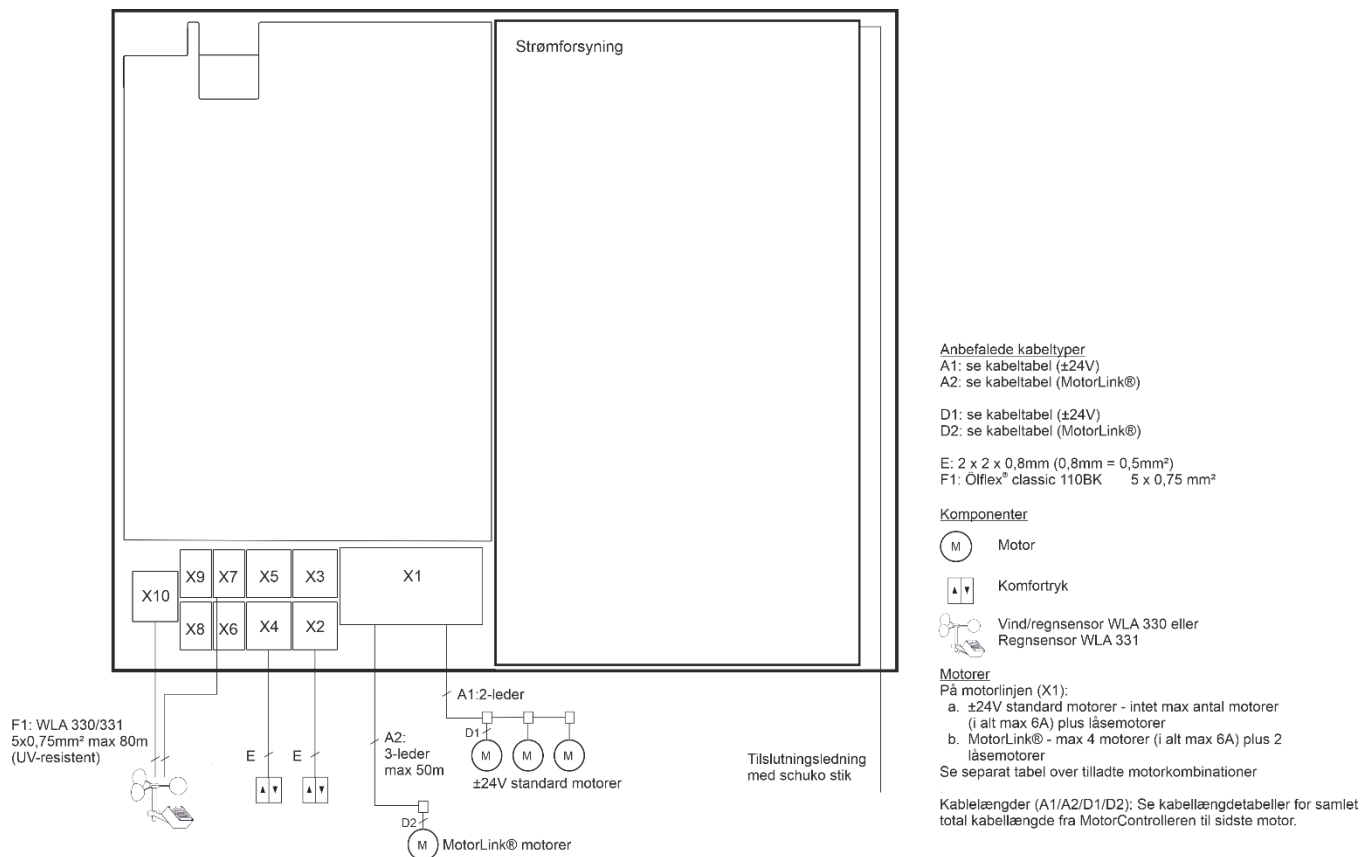 Strømforsyning
X9
X7
X5
X3
X1
X10
X8
X6
X4
X2
A1:2-leder
F1: WLA 330/331
5x0,75mm² max 80m
(UV-resistent)
E
E
A2:
3-leder
max 50m
D1
M
M
M
±24V standard motorer
D2
M
MotorLink® motorer
Tilslutningsledning
med schuko stik
Anbefalede kabeltyper
A1: se kabeltabel (±24V)
A2: se kabeltabel (MotorLink®)
D1: se kabeltabel (±24V)
D2: se kabeltabel (MotorLink®)
E: 2 x 2 x 0,8mm (0,8mm = 0,5mm²)
F1: Ölflex® classic 110BK 5 x 0,75 mm²
Komponenter
M Motor
Komfortryk
Vind/regnsensor WLA 330 eller
Regnsensor WLA 331
Motorer
På motorlinjen (X1):
a. ±24V standard motorer - intet max antal motorer
(i alt max 6A) plus låsemotorer
b. MotorLink® - max 4 motorer (i alt max 6A) plus 2
låsemotorer
Se separat tabel over tilladte motorkombinationer
Kablelængder (A1/A2/D1/D2): Se kabellængdetabeller for samlet
total kabellængde fra MotorControlleren til sidste motor.